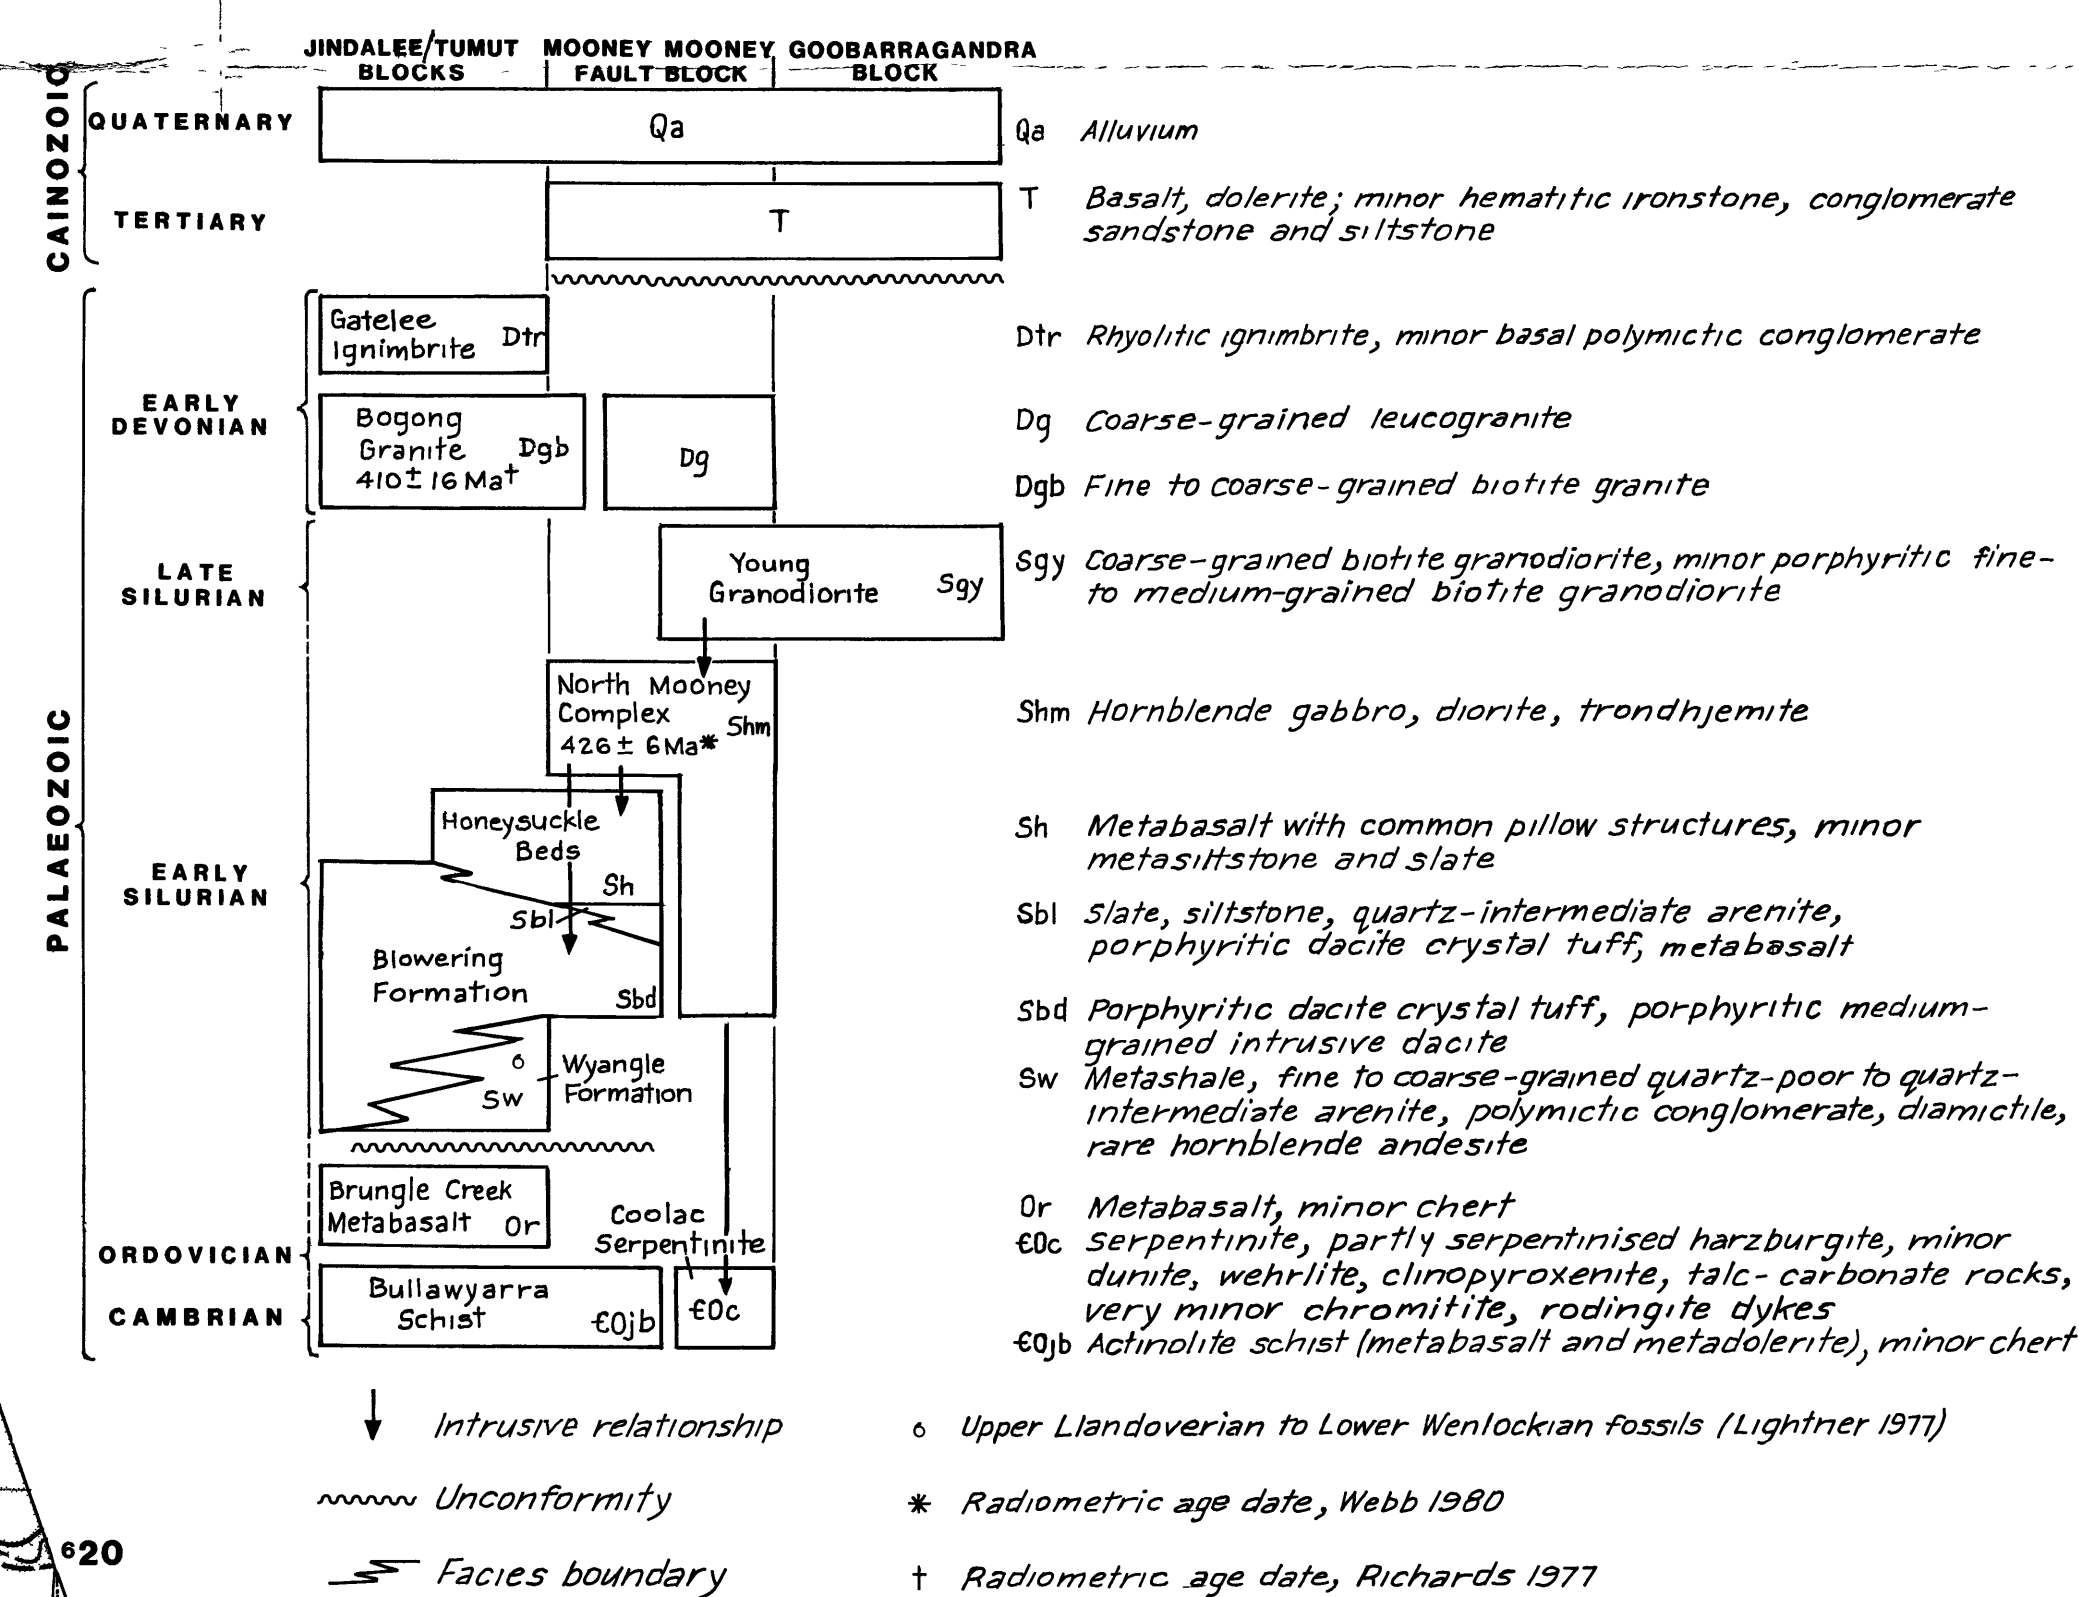 JINDALEE/TUMUT BLOCKS
MOONEY MOONEY FAULT BLOCK
GOOBARRAGANDRA BLOCK
CAINOZOIC
QUATERNARY
Qa
Qa Alluvium
TERTIARY
T
T Basalt, dolerite; minor hematitic ironstone, conglomerate
sandstone and siltstone
PALAEOZOIC
EARLY
DEVONIAN
Gatelee
Ignimbrite Dtr
Dtr Rhyolitic ignimbrite, minor basal polymictic conglomerate
Bogong
Granite Dgb
410 ± 16 Ma†
Dg
Dg Coarse-grained leucogranite
Dgb Fine to coarse-grained biotite granite
LATE
SILURIAN
Young
Granodiorite Sgy
Sgy Coarse-grained biotite granodiorite, minor porphyritic fine-
to medium-grained biotite granodiorite
North Mooney
Complex
Shm
426 ± 6 Ma*
Shm Hornblende gabbro, diorite, trondhjemite
EARLY
SILURIAN
Honeysuckle
Beds
Sh
Sh Metabasalt with common pillow structures, minor
metasiltstone and slate
Sbl
Sbl Slate, siltstone, quartz-intermediate arenite,
porphyritic dacite crystal tuff, metabasalt
Blowering
Formation
Sbd
Sbd Porphyritic dacite crystal tuff, porphyritic medium-
grained intrusive dacite
Wyangle
Formation
Sw
Sw Metashale, fine to coarse-grained quartz-poor to quartz-
intermediate arenite, polymictic conglomerate, diamictile,
rare hornblende andesite
Brungle Creek
Metabasalt Or
Or Metabasalt, minor chert
ORDOVICIAN
Coolac
Serpentinite
€Oc
€Oc Serpentinite, partly serpentinised harzburgite, minor
dunite, wehrlite, clinopyroxenite, talc-carbonate rocks,
very minor chromitite, rodingite dykes
CAMBRIAN
Bullawyarra
Schist €Ojb
€Ojb Actinolite schist (metabasalt and metadolerite), minor chert
Intrusive relationship
Unconformity
Facies boundary
6 Upper Llandoverian to Lower Wenlockian fossils (Lightner 1977)
* Radiometric age date, Webb 1980
† Radiometric age date, Richards 1977
620